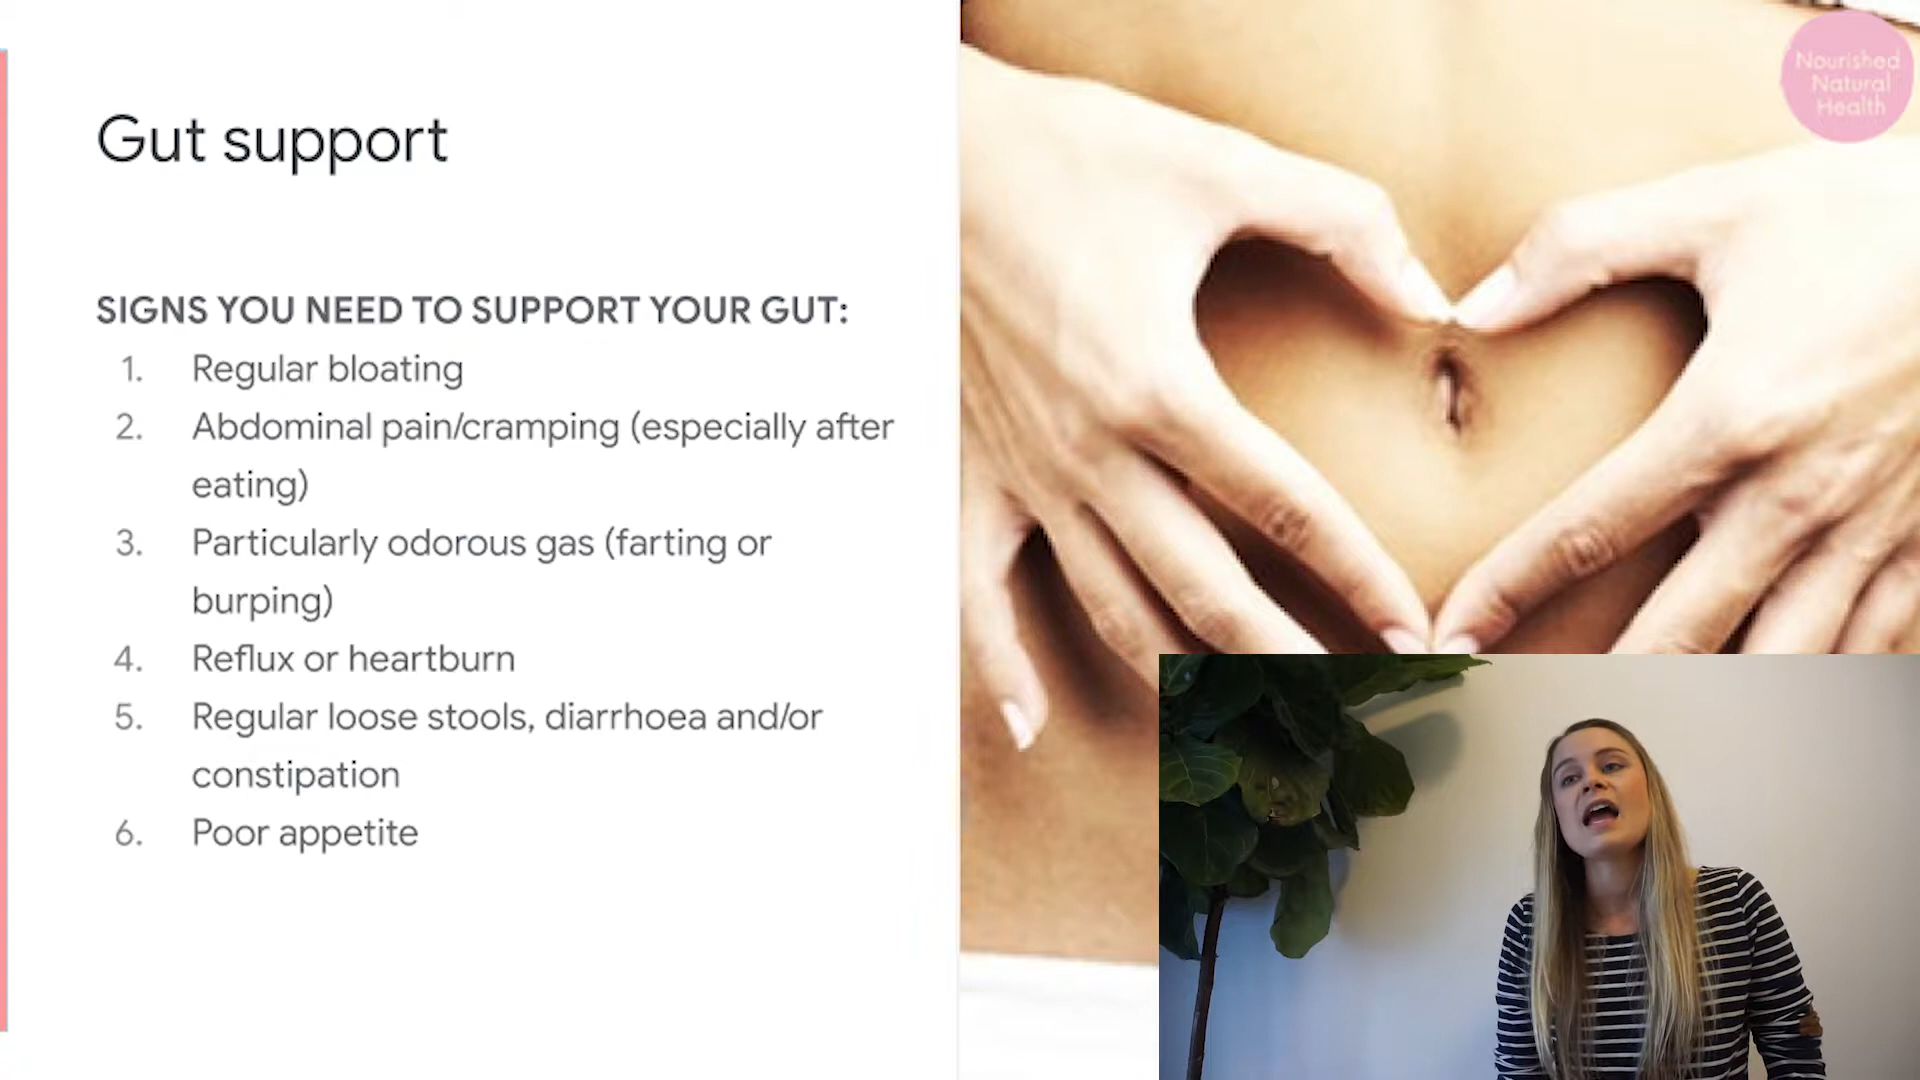 Gut support
SIGNS YOU NEED TO SUPPORT YOUR GUT:
1. Regular bloating
2. Abdominal pain/cramping (especially after
eating)
3. Particularly odorous gas (farting or
burping)
4. Reflux or heartburn
5. Regular loose stools, diarrhoea and/or
constipation
6. Poor appetite
Nourished
Natural
Health